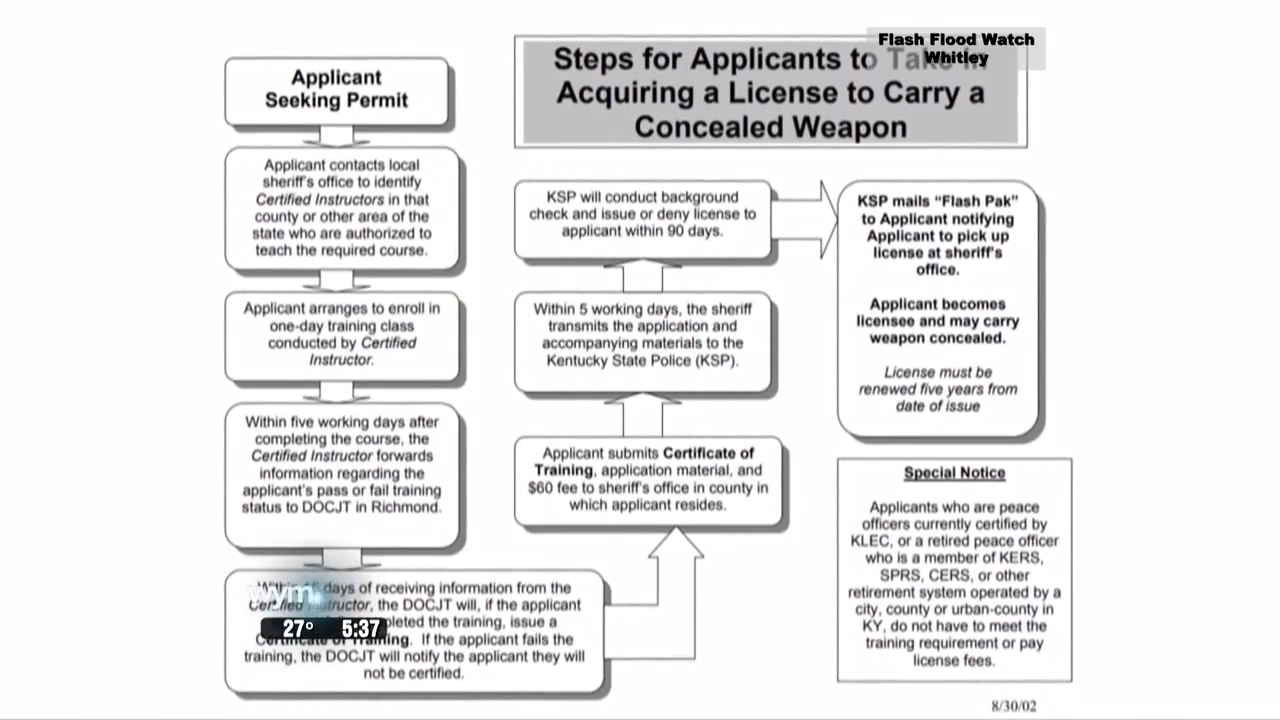 Flash Flood Watch
Whitley
Steps for Applicants to Take in
Acquiring a License to Carry a
Concealed Weapon
Applicant
Seeking Permit
Applicant contacts local
sheriff's office to identify
Certified Instructors in that
county or other area of the
state who are authorized to
teach the required course.
Applicant arranges to enroll in
one-day training class
conducted by Certified
Instructor.
Within five working days after
completing the course, the
Certified Instructor forwards
information regarding the
applicant's pass or fail training
status to DOCJT in Richmond.
Within days of receiving information from the
Certified Instructor, the DOCJT will, if the applicant
pleted the training, issue a
Certificate of Training. If the applicant fails the
training, the DOCJT will notify the applicant they will
not be certified.
wym
27° 5:37
Applicant submits Certificate of
Training, application material, and
$60 fee to sheriff's office in county in
which applicant resides.
Within 5 working days, the sheriff
transmits the application and
accompanying materials to the
Kentucky State Police (KSP).
KSP will conduct background
check and issue or deny license to
applicant within 90 days.
KSP mails “Flash Pak”
to Applicant notifying
Applicant to pick up
license at sheriff's
office.
Applicant becomes
licensee and may carry
weapon concealed.
License must be
renewed five years from
date of issue
Special Notice
Applicants who are peace
officers currently certified by
KLEC, or a retired peace officer
who is a member of KERS,
SPRS, CERS, or other
retirement system operated by a
city, county or urban-county in
KY, do not have to meet the
training requirement or pay
license fees.
8/30/02